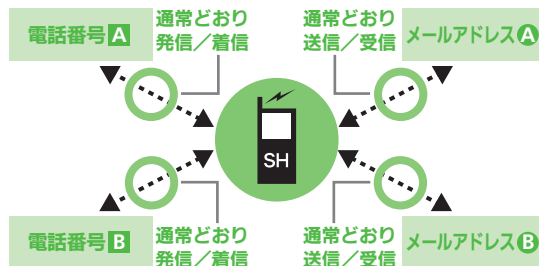 電話番号A
通常どおり
発信／着信
通常どおり
送信／受信
メールアドレスA
SH
電話番号B
通常どおり
発信／着信
通常どおり
送信／受信
メールアドレスB